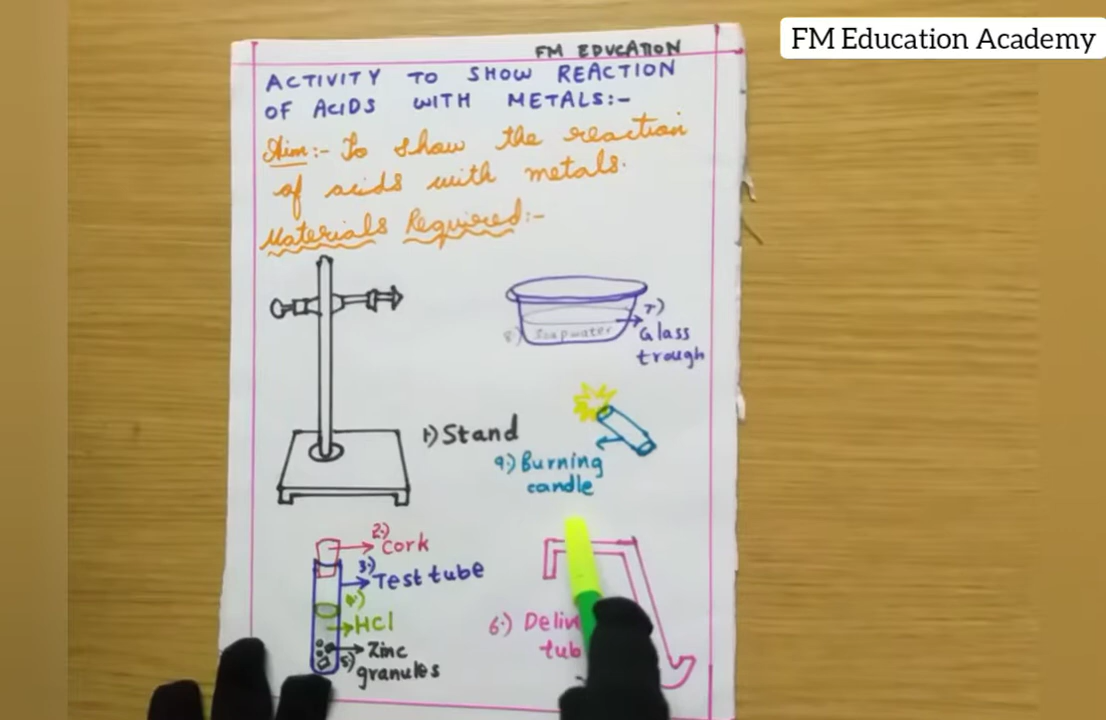 FM Education Academy
FM EDUCATION
ACTIVITY TO SHOW REACTION
OF ACIDS WITH METALS:-
Aim:- To show the reaction
of acids with metals.
Materials Required:-
7)
8) Soapwater
Glass
trough
1) Stand
9.) Burning
candle
2.)
Cork
3.)
Test tube
4.)
HCl
Zinc
5.)
granules
6.)